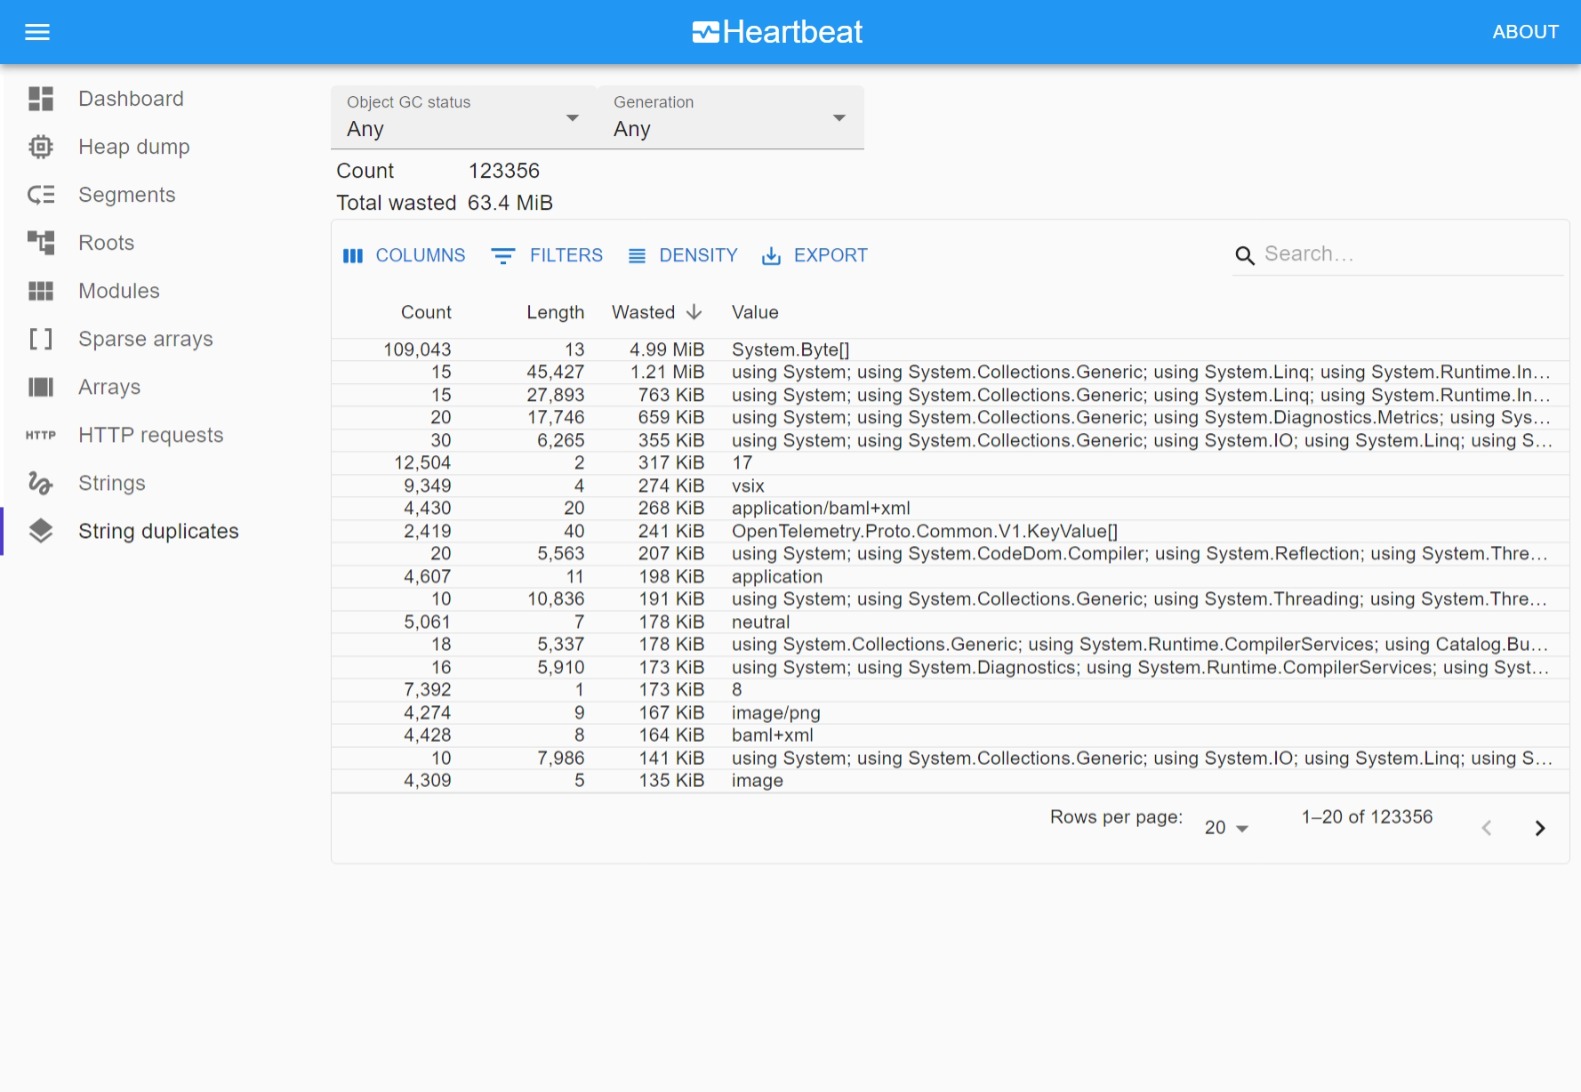 Heartbeat
ABOUT
Dashboard
Heap dump
Segments
Roots
Modules
Sparse arrays
Arrays
HTTP HTTP requests
Strings
String duplicates
Object GC status Generation
Any Any
Count 123356
Total wasted 63.4 MiB
COLUMNS FILTERS DENSITY EXPORT Search…
Count Length Wasted Value
109,043 13 4.99 MiB System.Byte[]
15 45,427 1.21 MiB using System; using System.Collections.Generic; using System.Linq; using System.Runtime.In…
15 27,893 763 KiB using System; using System.Collections.Generic; using System.Linq; using System.Runtime.In…
20 17,746 659 KiB using System; using System.Collections.Generic; using System.Diagnostics.Metrics; using Sys…
30 6,265 355 KiB using System; using System.Collections.Generic; using System.IO; using System.Linq; using S…
12,504 2 317 KiB 17
9,349 4 274 KiB vsix
4,430 20 268 KiB application/baml+xml
2,419 40 241 KiB OpenTelemetry.Proto.Common.V1.KeyValue[]
20 5,563 207 KiB using System; using System.CodeDom.Compiler; using System.Reflection; using System.Thre…
4,607 11 198 KiB application
10 10,836 191 KiB using System; using System.Collections.Generic; using System.Threading; using System.Thre…
5,061 7 178 KiB neutral
18 5,337 178 KiB using System.Collections.Generic; using System.Runtime.CompilerServices; using Catalog.Bu…
16 5,910 173 KiB using System; using System.Diagnostics; using System.Runtime.CompilerServices; using Syst…
7,392 1 173 KiB 8
4,274 9 167 KiB image/png
4,428 8 164 KiB baml+xml
10 7,986 141 KiB using System; using System.Collections.Generic; using System.IO; using System.Linq; using S…
4,309 5 135 KiB image
Rows per page: 20 1–20 of 123356